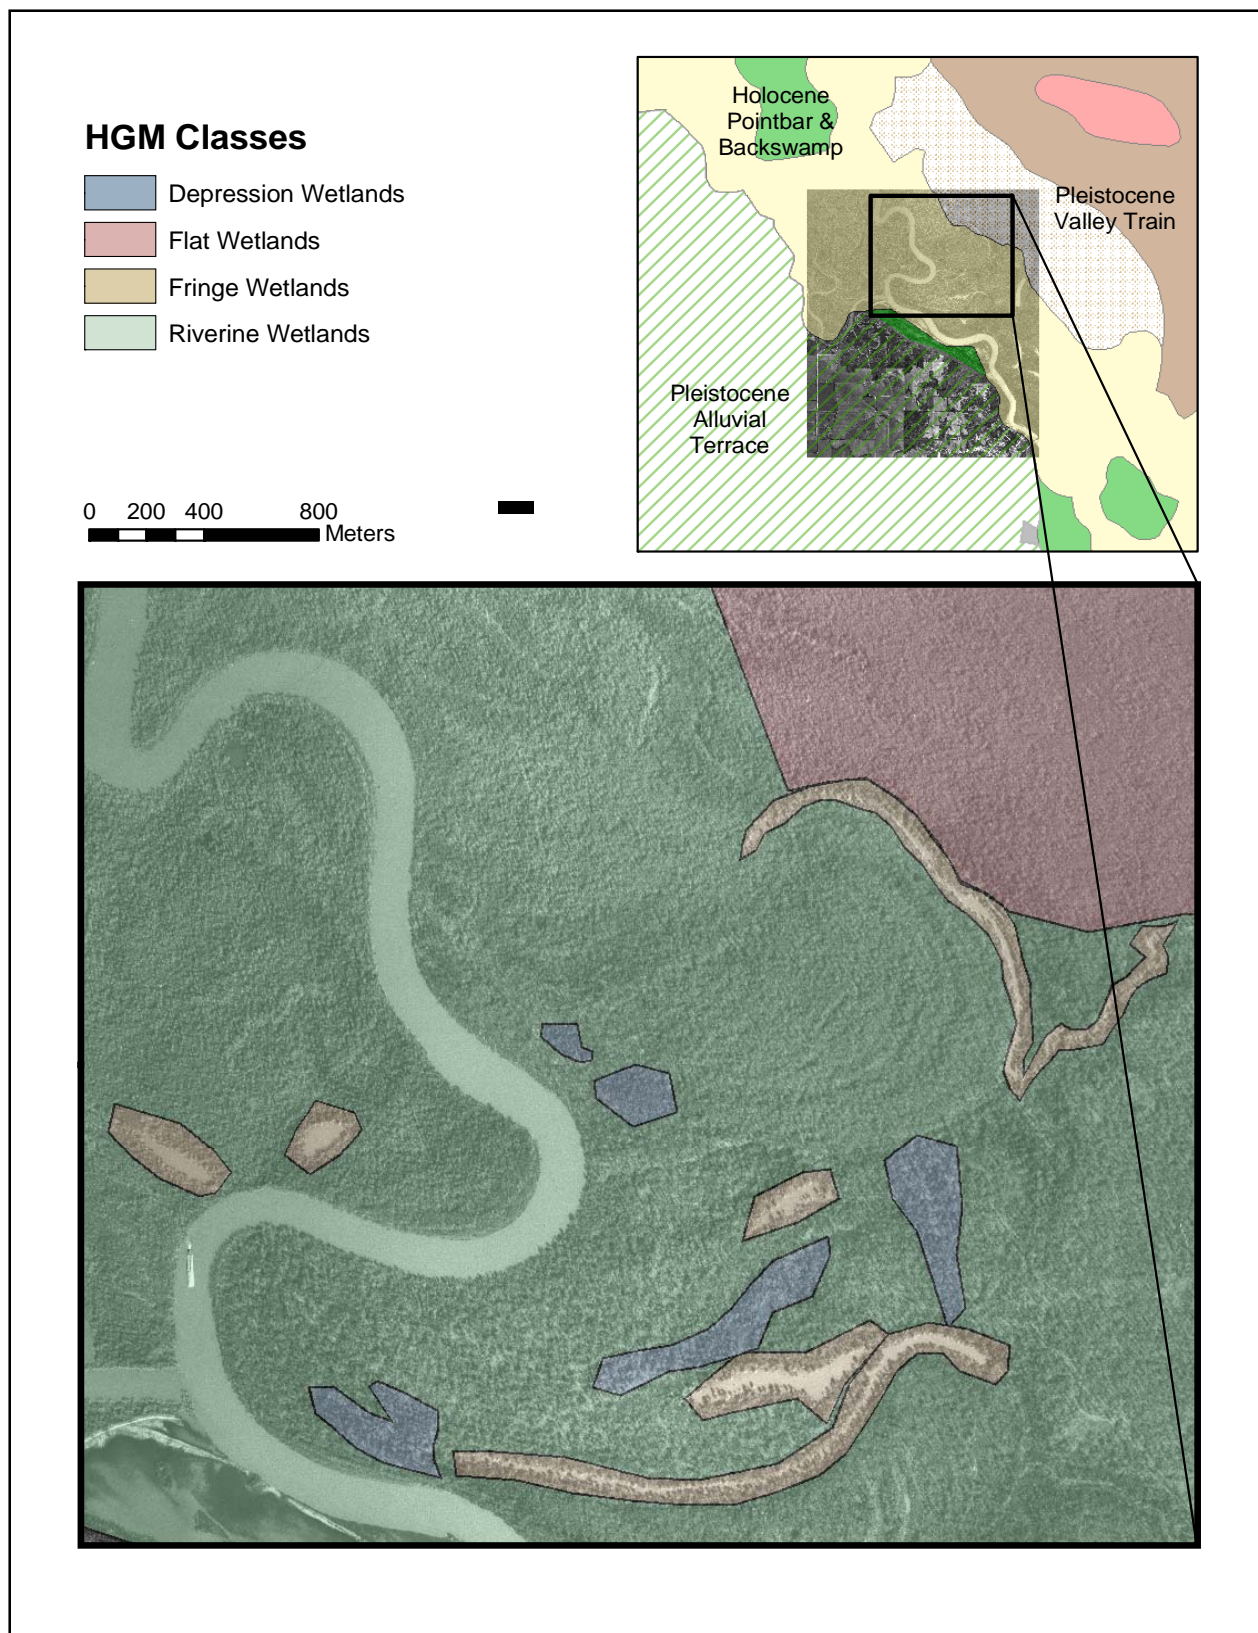 HGM Classes
Depression Wetlands
Flat Wetlands
Fringe Wetlands
Riverine Wetlands
0 200 400 800
Meters
Holocene
Pointbar &
Backswamp
Pleistocene
Valley Train
Pleistocene
Alluvial
Terrace